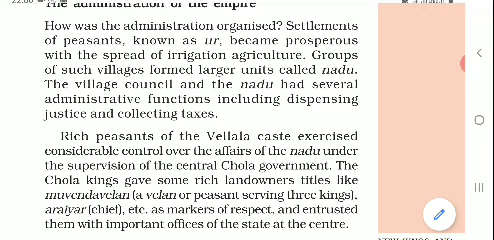 The administration of the empire
How was the administration organised? Settlements
of peasants, known as ur, became prosperous
with the spread of irrigation agriculture. Groups
of such villages formed larger units called nadu.
The village council and the nadu had several
administrative functions including dispensing
justice and collecting taxes.
Rich peasants of the Vellala caste exercised
considerable control over the affairs of the nadu under
the supervision of the central Chola government. The
Chola kings gave some rich landowners titles like
muvendavelan (a velan or peasant serving three kings),
araiyar (chief), etc. as markers of respect, and entrusted
them with important offices of the state at the centre.